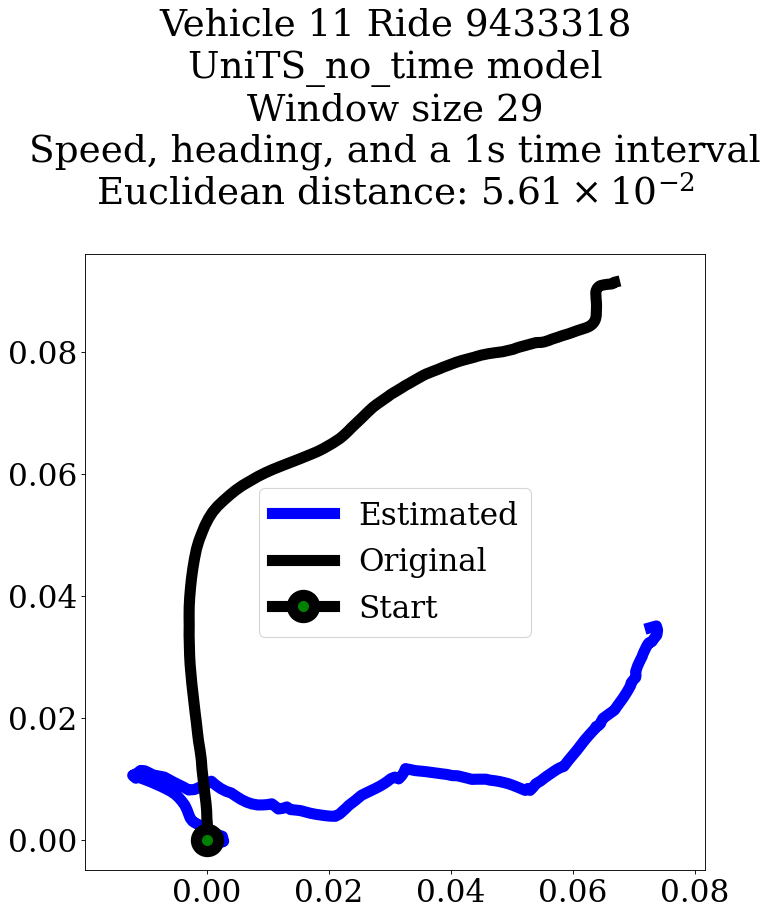 Vehicle 11 Ride 9433318
UniTS_no_time model
Window size 29
Speed, heading, and a 1s time interval
Euclidean distance: 5.61 × 10⁻²
0.08
0.06
0.04
0.02
0.00
Estimated
Original
Start
0.00 0.02 0.04 0.06 0.08